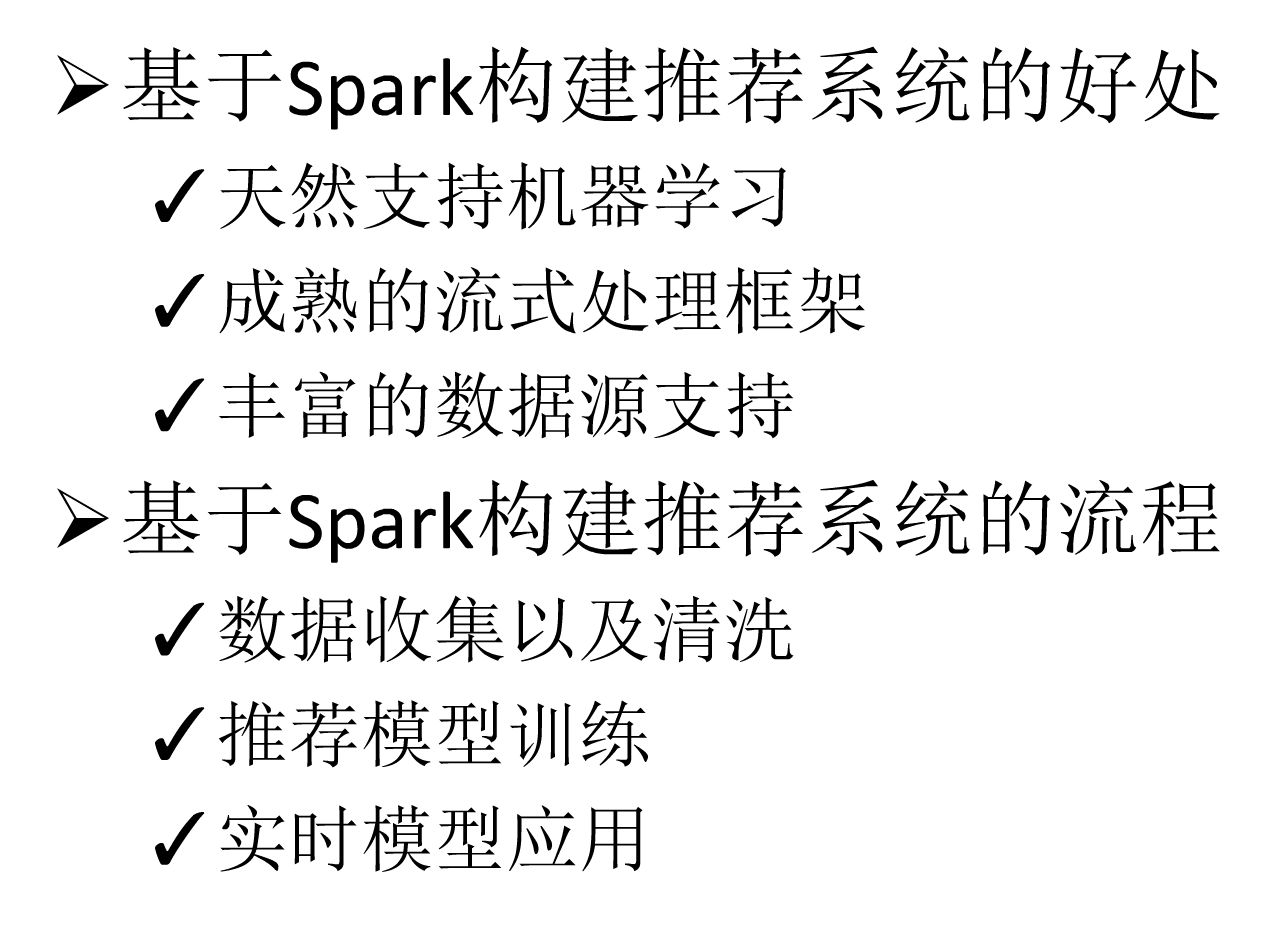 ➢基于Spark构建推荐系统的好处
✓天然支持机器学习
✓成熟的流式处理框架
✓丰富的数据源支持
➢基于Spark构建推荐系统的流程
✓数据收集以及清洗
✓推荐模型训练
✓实时模型应用